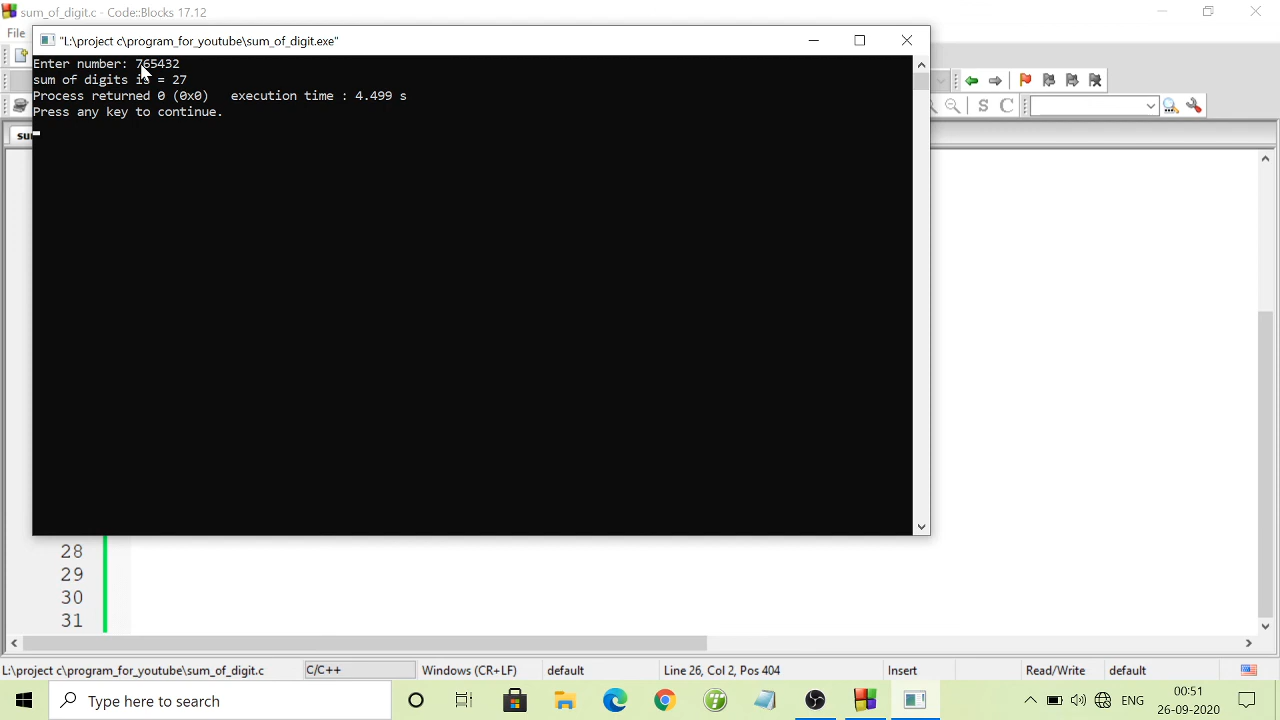 sum_of_digit.c - Code::Blocks 17.12
File
"L:\project c\program_for_youtube\sum_of_digit.exe"
Enter number: 765432
sum of digits is = 27
Process returned 0 (0x0)   execution time : 4.499 s
Press any key to continue.
S C
28
29
30
31
L:\project c\program_for_youtube\sum_of_digit.c C/C++ Windows (CR+LF) default Line 26, Col 2, Pos 404 Insert Read/Write default
Type here to search
ENG
00:51
26-09-2020